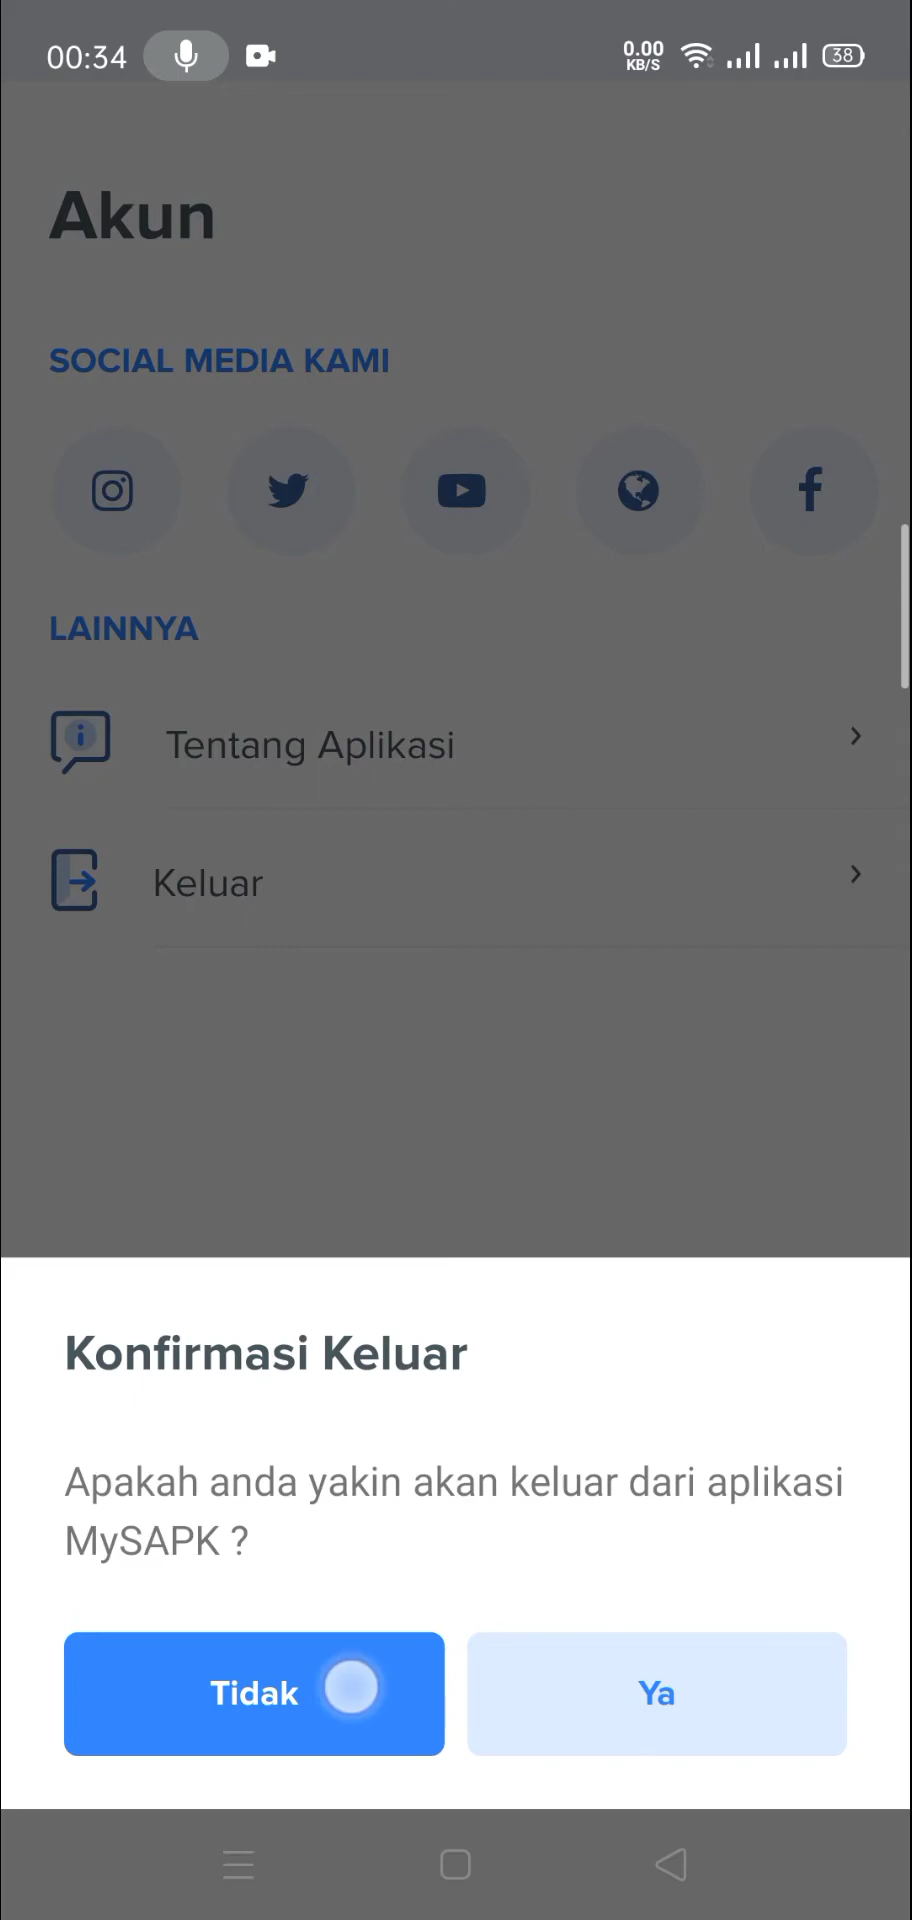 00:34
0.00
KB/S
38
Akun
SOCIAL MEDIA KAMI
LAINNYA
Tentang Aplikasi
Keluar
Konfirmasi Keluar
Apakah anda yakin akan keluar dari aplikasi
MySAPK ?
Tidak
Ya